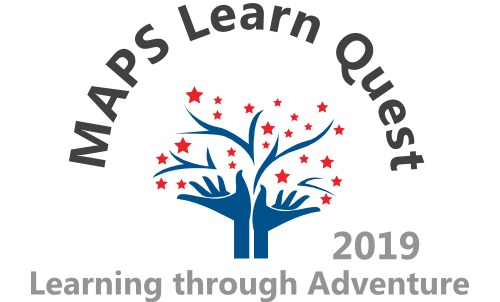 MAPS Learn Quest
2019
Learning through Adventure